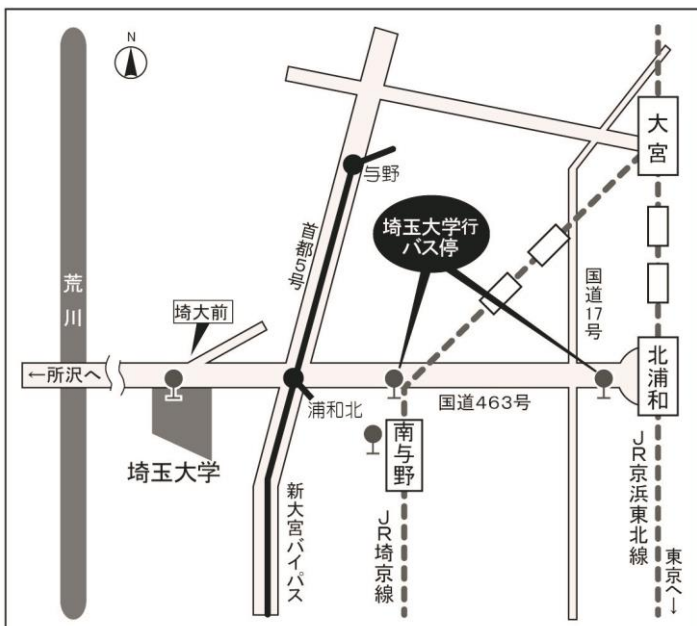 N
大宮
与野
埼玉大学行
バス停
首都5号
国道17号
荒川
埼大前
←所沢へ
北浦和
浦和北
国道463号
南与野
埼玉大学
新大宮バイパス
JR埼京線
JR京浜東北線
東京へ→